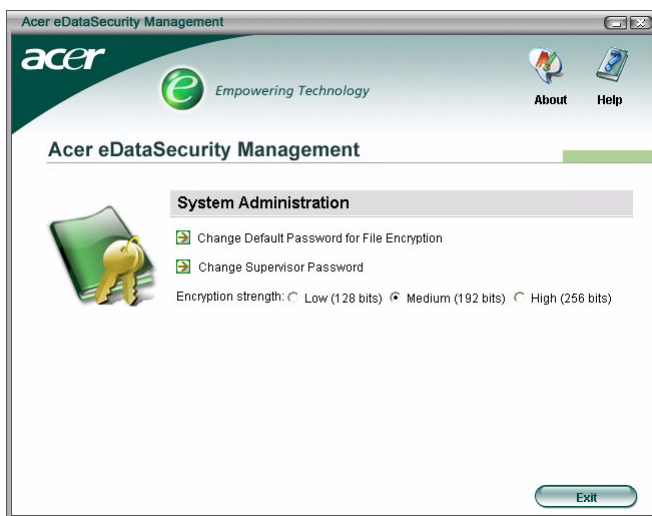 Acer eDataSecurity Management
acer
e Empowering Technology
About Help
Acer eDataSecurity Management
System Administration
Change Default Password for File Encryption
Change Supervisor Password
Encryption strength: Low (128 bits) Medium (192 bits) High (256 bits)
Exit